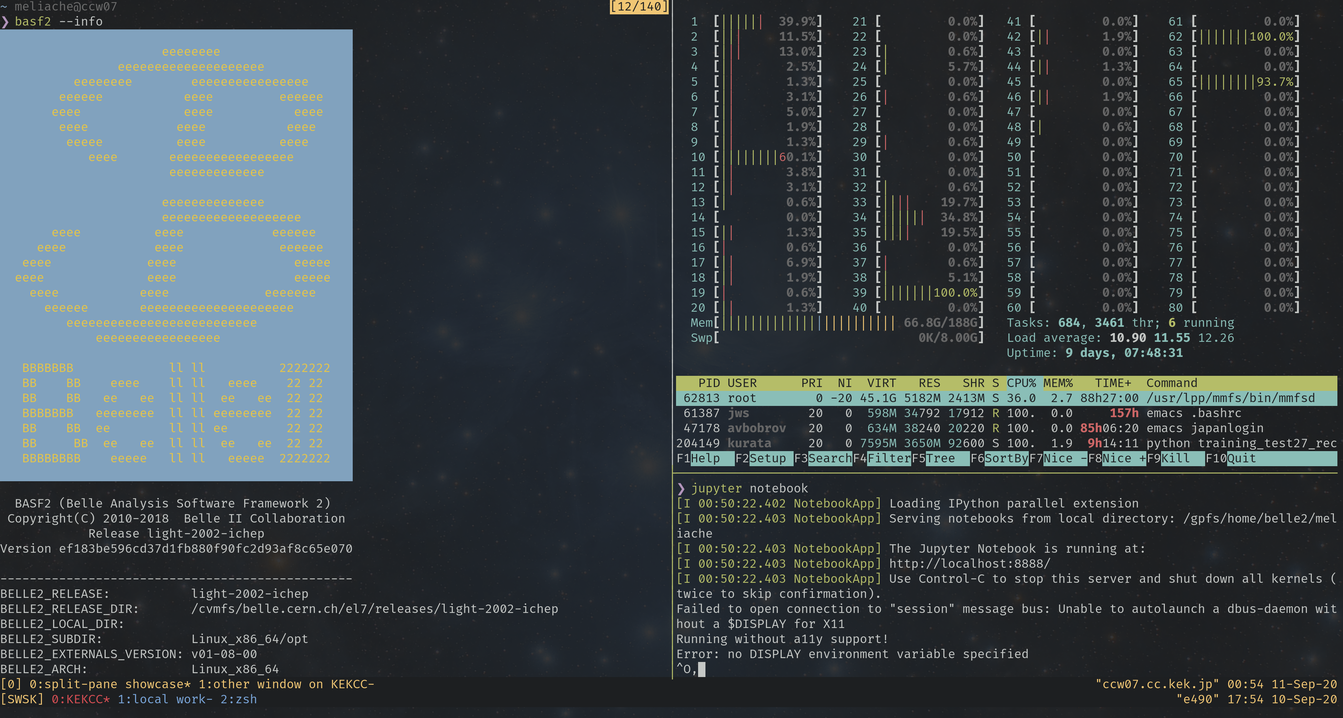 ~ meliache@ccw07
[12/140]
❯ basf2 --info
eeeeeeee
eeeeeeeeeeeeeeeeeeee
eeeeeeee eeeeeeeeeeeeeeee
eeeeee eeee eeeeee
eeee eeee eeee
eeee eeee eeee
eeeee eeee eeee
eeee eeeeeeeeeeeeeeeee
eeeeeeeeeeeee
eeeeeeeeeeeeee
eeeeeeeeeeeeeeeeeee
eeee eeee eeeeee
eeee eeee eeeeee
eeee eeee eeeee
eeee eeee eeee
eeee eeee eeeeeee
eeeeee eeeeeeeeeeeeeeeee
eeeeeeeeeeeeeeeeeeeeeeeeee
eeeeeeeeeeeeeeeee
BBBBBBB ll ll 2222222
BB BB eeee ll ll eeee 22 22
BB BB ee ee ll ll ee ee 22 22
BBBBBBB eeeeeeee ll ll eeeeeeee 22 22
BB BB ee ll ll ee 22 22
BB BB ee ee ll ll ee ee 22 22
BBBBBBBB eeeee ll ll eeeee 2222222
BASF2 (Belle Analysis Software Framework 2)
Copyright(C) 2010-2018 Belle II Collaboration
Release light-2002-ichep
Version ef183be596cd37d1fb880f90fc2d93af8c65e070
------------------------------------------------
BELLE2_RELEASE: light-2002-ichep
BELLE2_RELEASE_DIR: /cvmfs/belle.cern.ch/el7/releases/light-2002-ichep
BELLE2_LOCAL_DIR:
BELLE2_SUBDIR: Linux_x86_64/opt
BELLE2_EXTERNALS_VERSION: v01-08-00
BELLE2_ARCH: Linux_x86_64
1 [|||||| 39.9%] 21 [ 0.0%] 41 [ 0.0%] 61 [ 0.0%]
2 [||| 11.5%] 22 [ 0.0%] 42 [|| 1.9%] 62 [|||||||100.0%]
3 [||| 13.0%] 23 [| 0.6%] 43 [ 0.0%] 63 [ 0.0%]
4 [|| 2.5%] 24 [| 5.7%] 44 [|| 1.3%] 64 [ 0.0%]
5 [|| 1.3%] 25 [ 0.0%] 45 [ 0.0%] 65 [||||||||93.7%]
6 [|| 3.1%] 26 [| 0.6%] 46 [|| 1.9%] 66 [ 0.0%]
7 [|| 5.0%] 27 [ 0.0%] 47 [ 0.0%] 67 [ 0.0%]
8 [|| 1.9%] 28 [ 0.0%] 48 [| 0.6%] 68 [ 0.0%]
9 [|| 1.3%] 29 [| 0.6%] 49 [ 0.0%] 69 [ 0.0%]
10 [||||||||60.1%] 30 [ 0.0%] 50 [ 0.0%] 70 [ 0.0%]
11 [|| 3.8%] 31 [ 0.0%] 51 [ 0.0%] 71 [ 0.0%]
12 [|| 3.1%] 32 [| 0.6%] 52 [ 0.0%] 72 [ 0.0%]
13 [| 0.6%] 33 [|||| 19.7%] 53 [ 0.0%] 73 [ 0.0%]
14 [ 0.0%] 34 [|||||| 34.8%] 54 [ 0.0%] 74 [ 0.0%]
15 [|| 1.3%] 35 [|||| 19.5%] 55 [ 0.0%] 75 [ 0.0%]
16 [| 0.6%] 36 [ 0.0%] 56 [ 0.0%] 76 [ 0.0%]
17 [|| 6.9%] 37 [| 0.6%] 57 [ 0.0%] 77 [ 0.0%]
18 [|| 1.9%] 38 [| 5.1%] 58 [ 0.0%] 78 [ 0.0%]
19 [| 0.6%] 39 [|||||||100.0%] 59 [ 0.0%] 79 [ 0.0%]
20 [|| 1.3%] 40 [ 0.0%] 60 [ 0.0%] 80 [ 0.0%]
Mem[||||||||||||||||||||||||66.8G/188G] Tasks: 684, 3461 thr; 6 running
Swp[ 0K/8.00G] Load average: 10.90 11.55 12.26
Uptime: 9 days, 07:48:31
PID USER PRI NI VIRT RES SHR S CPU% MEM% TIME+ Command
62813 root 0 -20 45.1G 5182M 2043M S 36.0 2.7 88h27:00 /usr/lpp/mmfs/bin/mmfsd
61387 jws 20 0 598M 34792 17912 R 100. 0.0 157h emacs .bashrc
47178 avbobrov 20 0 634M 38240 20220 R 100. 0.0 85h06:20 emacs japanlogin
204149 kurata 20 0 7595M 3650M 92600 S 100. 1.9 9h14:11 python training_test27_rec
F1Help F2Setup F3SearchF4FilterF5Tree F6SortByF7Nice -F8Nice +F9Kill F10Quit
❯ jupyter notebook
[I 00:50:22.402 NotebookApp] Loading IPython parallel extension
[I 00:50:22.403 NotebookApp] Serving notebooks from local directory: /gpfs/home/belle2/mel
iache
[I 00:50:22.403 NotebookApp] The Jupyter Notebook is running at:
[I 00:50:22.403 NotebookApp] http://localhost:8888/
[I 00:50:22.403 NotebookApp] Use Control-C to stop this server and shut down all kernels (
twice to skip confirmation).
Failed to open connection to "session" message bus: Unable to autolaunch a dbus-daemon wit
hout a $DISPLAY for X11
Running without a11y support!
Error: no DISPLAY environment variable specified
^O,
[0] 0:split-pane showcase* 1:other window on KEKCC- "ccw07.cc.kek.jp" 00:54 11-Sep-20
[SWSK] 0:KEKCC* 1:local work- 2:zsh "e490" 17:54 10-Sep-20